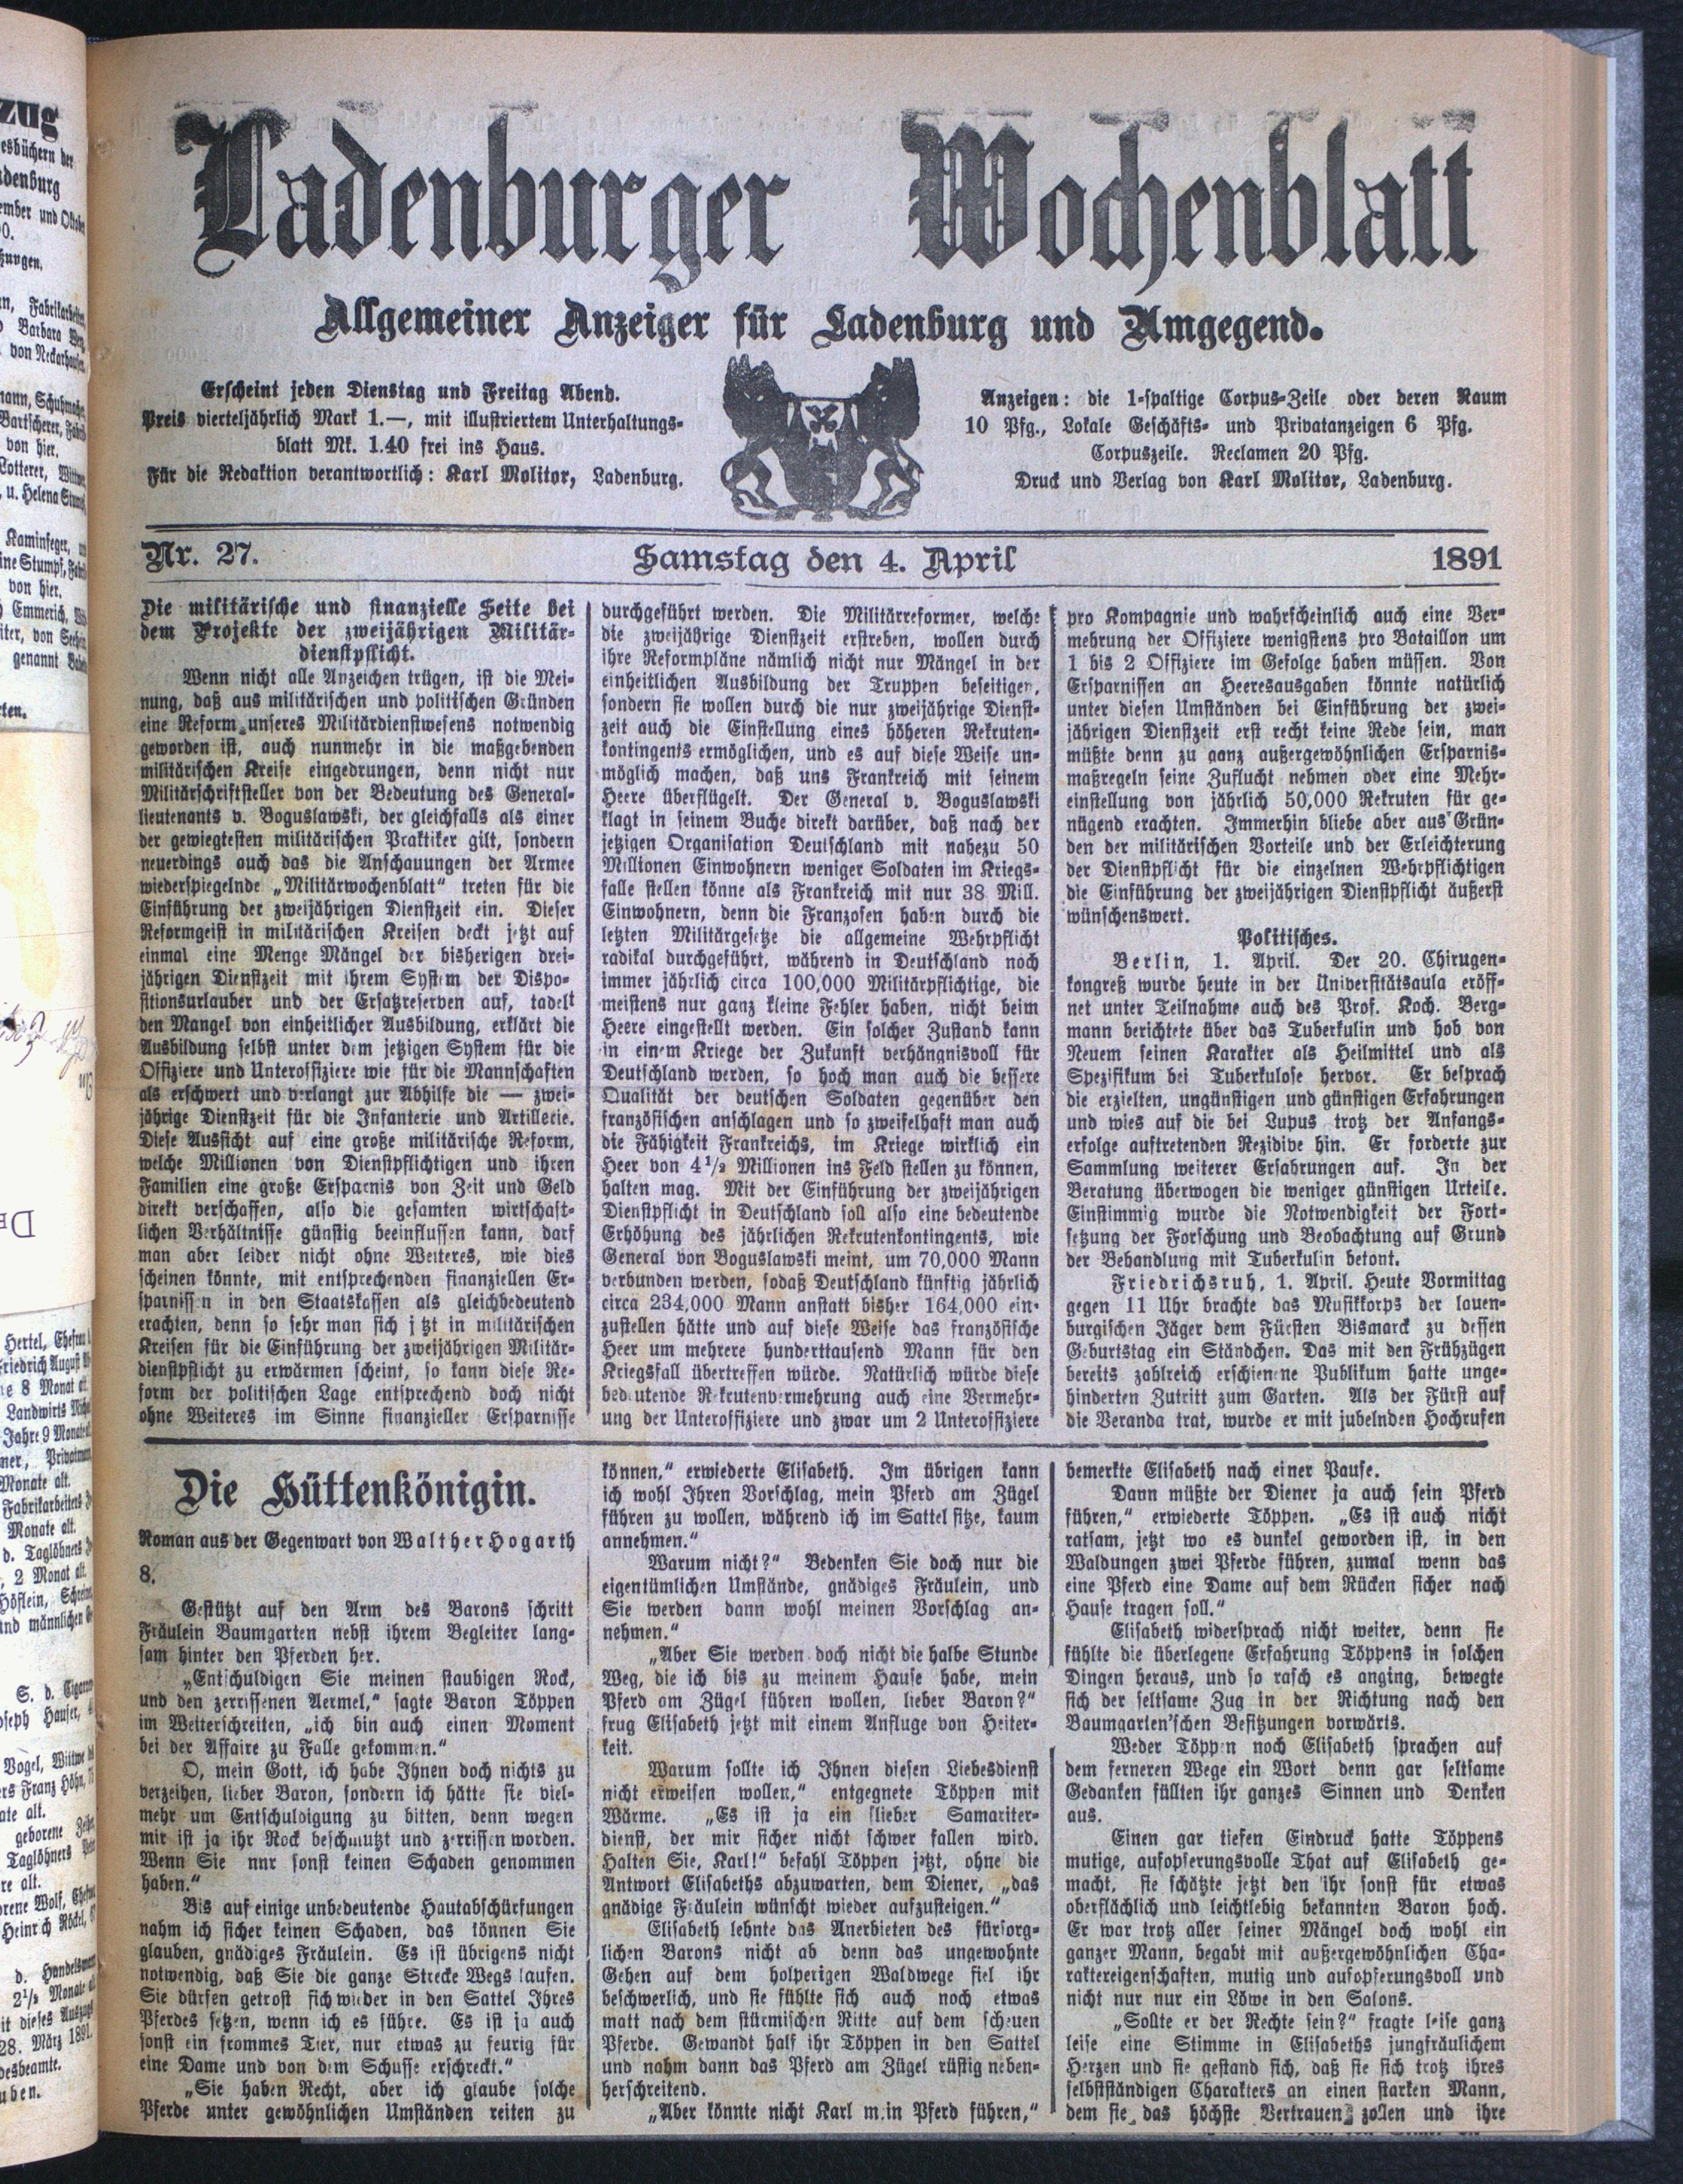 Ladenburger Wochenblatt
Allgemeiner Anzeiger für Ladenburg und Umgegend.
Erscheint jeden Dienstag und Freitag Abend.
Preis vierteljährlich Mark 1.—, mit illustriertem Unterhaltungs-
blatt Mk. 1.40 frei ins Haus.
Für die Redaktion verantwortlich: Karl Molitor, Ladenburg.
Anzeigen: die 1-spaltige Corpus-Zeile oder deren Raum
10 Pfg., Lokale Geschäfts- und Privatanzeigen 6 Pfg.
Corpuszeile. Reclamen 20 Pfg.
Druck und Verlag von Karl Molitor, Ladenburg.
Nr. 27. Samstag den 4. April 1891
Die militärische und finanzielle Seite bei
dem Projekte der zweijährigen Militär-
dienstpflicht.
Wenn nicht alle Anzeichen trügen, ist die Mei-
nung, daß aus militärischen und politischen Gründen
eine Reform unseres Militärdienstwesens notwendig
geworden ist, auch nunmehr in die maßgebenden
militärischen Kreise eingedrungen, denn nicht nur
Militärschriftsteller von der Bedeutung des General-
lieutenants v. Boguslawski, der gleichfalls als einer
der gewiegtesten militärischen Praktiker gilt, sondern
neuerdings auch das die Anschauungen der Armee
wiederspiegelnde „Militärwochenblatt“ treten für die
Einführung der zweijährigen Dienstzeit ein. Dieser
Reformgeist in militärischen Kreisen deckt jetzt auf
einmal eine Menge Mängel der bisherigen drei-
jährigen Dienstzeit mit ihrem System der Dispo-
sitionsurlauber und der Ersatzreserven auf, tadelt
den Mangel von einheitlicher Ausbildung, erklärt die
Ausbildung selbst unter dem jetzigen System für die
Offiziere und Unteroffiziere wie für die Mannschaften
als erschwert und verlangt zur Abhilfe die — zwei-
jährige Dienstzeit für die Infanterie und Artillerie.
Diese Aussicht auf eine große militärische Reform,
welche Millionen von Dienstpflichtigen und ihren
Familien eine große Ersparnis von Zeit und Geld
direkt verschaffen, also die gesamten wirtschaft-
lichen Verhältnisse günstig beeinflussen kann, darf
man aber leider nicht ohne Weiteres, wie dies
scheinen könnte, mit entsprechenden finanziellen Er-
sparnissen in den Staatskassen als gleichbedeutend
erachten, denn so sehr man sich jetzt in militärischen
Kreisen für die Einführung der zweijährigen Militär-
dienstpflicht zu erwärmen scheint, so kann diese Re-
form der politischen Lage entsprechend doch nicht
ohne Weiteres im Sinne finanzieller Ersparnisse
durchgeführt werden. Die Militärreformer, welche
die zweijährige Dienstzeit erstreben, wollen durch
ihre Reformpläne nämlich nicht nur Mängel in der
einheitlichen Ausbildung der Truppen beseitigen,
sondern sie wollen durch die nur zweijährige Dienst-
zeit auch die Einstellung eines höheren Rekruten-
kontingents ermöglichen, und es auf diese Weise un-
möglich machen, daß uns Frankreich mit seinem
Heere überflügelt. Der General v. Boguslawski
klagt in seinem Buche direkt darüber, daß nach der
jetzigen Organisation Deutschland mit nahezu 50
Millionen Einwohnern weniger Soldaten im Kriegs-
falle stellen könne als Frankreich mit nur 38 Mill.
Einwohnern, denn die Franzosen haben durch die
letzten Militärgesetze die allgemeine Wehrpflicht
radikal durchgeführt, während in Deutschland noch
immer jährlich circa 100,000 Militärpflichtige, die
meistens nur ganz kleine Fehler haben, nicht beim
Heere eingestellt werden. Ein solcher Zustand kann
in einem Kriege der Zukunft verhängnisvoll für
Deutschland werden, so hoch man auch die bessere
Qualität der deutschen Soldaten gegenüber den
französischen anschlagen und so zweifelhaft man auch
die Fähigkeit Frankreichs, im Kriege wirklich ein
Heer von 4½ Millionen ins Feld stellen zu können,
halten mag. Mit der Einführung der zweijährigen
Dienstpflicht in Deutschland soll also eine bedeutende
Erhöhung des jährlichen Rekrutenkontingents, wie
General von Boguslawski meint, um 70,000 Mann
verbunden werden, sodaß Deutschland künftig jährlich
circa 234,000 Mann anstatt bisher 164,000 ein-
zustellen hätte und auf diese Weise das französische
Heer um mehrere hunderttausend Mann für den
Kriegsfall übertreffen würde. Natürlich würde diese
bedeutende Rekrutenvermehrung auch eine Vermehr-
ung der Unteroffiziere und zwar um 2 Unteroffiziere
pro Kompagnie und wahrscheinlich auch eine Ver-
mehrung der Offiziere wenigstens pro Bataillon um
1 bis 2 Offiziere im Gefolge haben müssen. Von
Ersparnissen an Heeresausgaben könnte natürlich
unter diesen Umständen bei Einführung der zwei-
jährigen Dienstzeit erst recht keine Rede sein, man
müßte denn zu ganz außergewöhnlichen Ersparnis-
maßregeln seine Zuflucht nehmen oder eine Mehr-
einstellung von jährlich 50,000 Rekruten für ge-
nügend erachten. Immerhin bliebe aber aus Grün-
den der militärischen Vorteile und der Erleichterung
der Dienstpflicht für die einzelnen Wehrpflichtigen
die Einführung der zweijährigen Dienstpflicht äußerst
wünschenswert.
Politisches.
Berlin, 1. April. Der 20. Chirugen-
kongreß wurde heute in der Universitätsaula eröff-
net unter Teilnahme auch des Prof. Koch. Berg-
mann berichtete über das Tuberkulin und hob von
Neuem seinen Karakter als Heilmittel und als
Spezifikum bei Tuberkulose hervor. Er besprach
die erzielten, ungünstigen und günstigen Erfahrungen
und wies auf die bei Lupus trotz der Anfangs-
erfolge auftretenden Rezidive hin. Er forderte zur
Sammlung weiterer Erfahrungen auf. In der
Beratung überwogen die weniger günstigen Urteile.
Einstimmig wurde die Notwendigkeit der Fort-
setzung der Forschung und Beobachtung auf Grund
der Behandlung mit Tuberkulin betont.
Friedrichsruh, 1. April. Heute Vormittag
gegen 11 Uhr brachte das Musikkorps der lauen-
burgischen Jäger dem Fürsten Bismarck zu dessen
Geburtstag ein Ständchen. Das mit den Frühzügen
bereits zahlreich erschienene Publikum hatte unge-
hinderten Zutritt zum Garten. Als der Fürst auf
die Veranda trat, wurde er mit jubelnden Hochrufen
Die Hüttenkönigin.
Roman aus der Gegenwart von Walther Hogarth
8.
Gestützt auf den Arm des Barons schritt
Fräulein Baumgarten nebst ihrem Begleiter lang-
sam hinter den Pferden her.
„Entschuldigen Sie meinen staubigen Rock,
und den zerrissenen Aermel,“ sagte Baron Töppen
im Weiterschreiten, „ich bin auch einen Moment
bei der Affaire zu Falle gekommen.“
O, mein Gott, ich habe Ihnen doch nichts zu
verzeihen, lieber Baron, sondern ich hätte sie viel-
mehr um Entschuldigung zu bitten, denn wegen
mir ist ja ihr Rock beschmutzt und zerrissen worden.
Wenn Sie nnr sonst keinen Schaden genommen
haben.“
Bis auf einige unbedeutende Hautabschürfungen
nahm ich sicher keinen Schaden, das können Sie
glauben, gnädiges Fräulein. Es ist übrigens nicht
notwendig, daß Sie die ganze Strecke Wegs laufen.
Sie dürfen getrost sich wieder in den Sattel Ihres
Pferdes setzen, wenn ich es führe. Es ist ja auch
sonst ein frommes Tier, nur etwas zu feurig für
eine Dame und von dem Schusse erschreckt.“
„Sie haben Recht, aber ich glaube solche
Pferde unter gewöhnlichen Umständen reiten zu
können,“ erwiederte Elisabeth. Im übrigen kann
ich wohl Ihren Vorschlag, mein Pferd am Zügel
führen zu wollen, während ich im Sattel sitze, kaum
annehmen.“
Warum nicht?“ Bedenken Sie doch nur die
eigentümlichen Umstände, gnädiges Fräulein, und
Sie werden dann wohl meinen Vorschlag an-
nehmen.“
„Aber Sie werden doch nicht die halbe Stunde
Weg, die ich bis zu meinem Hause habe, mein
Pferd am Zügel führen wollen, lieber Baron?“
frug Elisabeth jetzt mit einem Anfluge von Heiter-
keit.
Warum sollte ich Ihnen diesen Liebesdienst
nicht erweisen wollen,“ entgegnete Töppen mit
Wärme. „Es ist ja ein slieber Samariter-
dienst, der mir sicher nicht schwer fallen wird.
Halten Sie, Karl!“ befahl Töppen jetzt, ohne die
Antwort Elisabeths abzuwarten, dem Diener, „das
gnädige Fräulein wünscht wieder aufzusteigen.“
Elisabeth lehnte das Anerbieten des fürsorg-
lichen Barons nicht ab denn das ungewohnte
Gehen auf dem holperigen Waldwege fiel ihr
beschwerlich, und sie fühlte sich auch noch etwas
matt nach dem stürmischen Ritte auf dem scheuen
Pferde. Gewandt half ihr Töppen in den Sattel
und nahm dann das Pferd am Zügel rüstig neben-
herschreitend.
„Aber könnte nicht Karl mein Pferd führen,“
bemerkte Elisabeth nach einer Pause.
Dann müßte der Diener ja auch sein Pferd
führen,“ erwiederte Töppen. „Es ist auch nicht
ratsam, jetzt wo es dunkel geworden ist, in den
Waldungen zwei Pferde führen, zumal wenn das
eine Pferd eine Dame auf dem Rücken sicher nach
Hause tragen soll.“
Elisabeth widersprach nicht weiter, denn sie
fühlte die überlegene Erfahrung Töppens in solchen
Dingen heraus, und so rasch es anging, bewegte
sich der seltsame Zug in der Richtung nach den
Baumgarten'schen Besitzungen vorwärts.
Weder Töppen noch Elisabeth sprachen auf
dem ferneren Wege ein Wort denn gar seltsame
Gedanken füllten ihr ganzes Sinnen und Denken
aus.
Einen gar tiefen Eindruck hatte Töppens
mutige, aufopferungsvolle That auf Elisabeth ge-
macht, sie schätzte jetzt den ihr sonst für etwas
oberflächlich und leichtlebig bekannten Baron hoch.
Er war trotz aller seiner Mängel doch wohl ein
ganzer Mann, begabt mit außergewöhnlichen Cha-
raktereigenschaften, mutig und aufopferungsvoll und
nicht nur nur ein Löwe in den Salons.
„Sollte er der Rechte sein?“ fragte leise ganz
leise eine Stimme in Elisabeths jungfräulichem
Herzen und sie gestand sich, daß sie sich trotz ihres
selbstständigen Charakters an einen starken Mann,
dem sie das höchste Vertrauen zollen und ihre